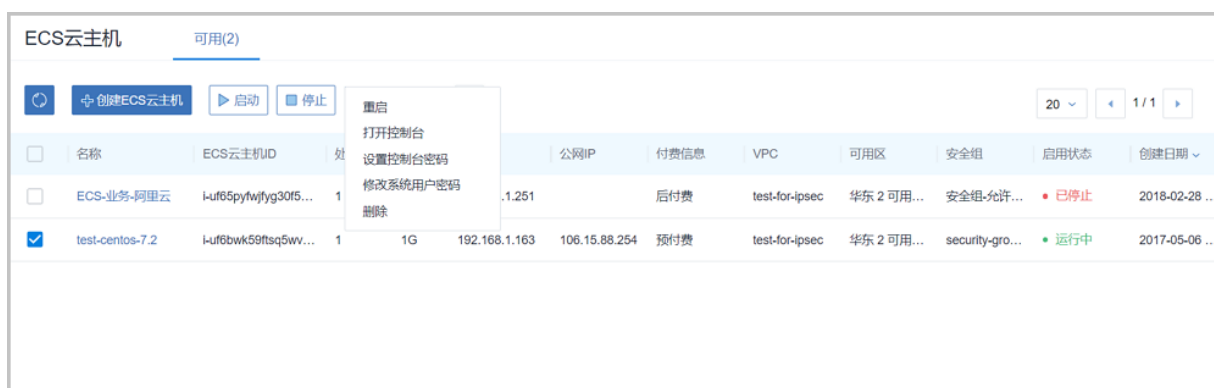 ECS云主机 可用(2)
创建ECS云主机 启动 停止 20 1 / 1
重启
打开控制台
设置控制台密码
修改系统用户密码
删除
名称 ECS云主机ID 处 公网IP 付费信息 VPC 可用区 安全组 启用状态 创建日期
ECS-业务-阿里云 i-uf65pyfwjfyg30f5... 1 .1.251 后付费 test-for-ipsec 华东 2 可用... 安全组-允许... 已停止 2018-02-28 ...
test-centos-7.2 i-uf6bwk59ftsq5wv... 1 1G 192.168.1.163 106.15.88.254 预付费 test-for-ipsec 华东 2 可用... security-gro... 运行中 2017-05-06 ...